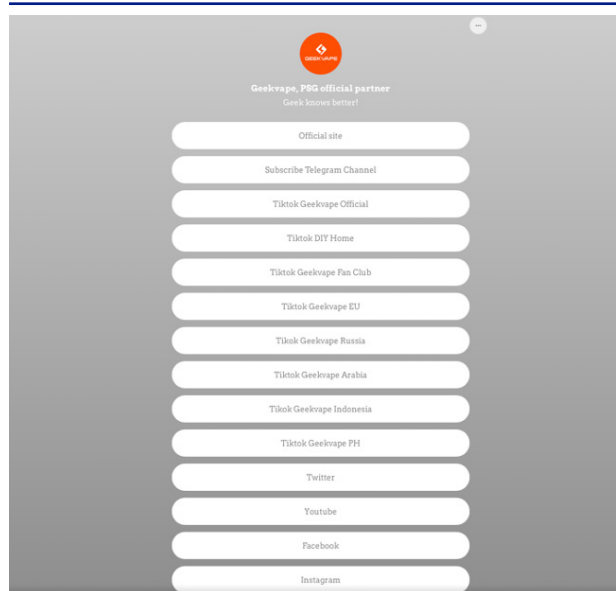 GEEK VAPE
Geekvape, PSG official partner
Geek knows better!
Official site
Subscribe Telegram Channel
Tiktok Geekvape Official
Tiktok DIY Home
Tiktok Geekvape Fan Club
Tiktok Geekvape EU
Tikok Geekvape Russia
Tiktok Geekvape Arabia
Tikok Geekvape Indonesia
Tiktok Geekvape PH
Twitter
Youtube
Facebook
Instagram